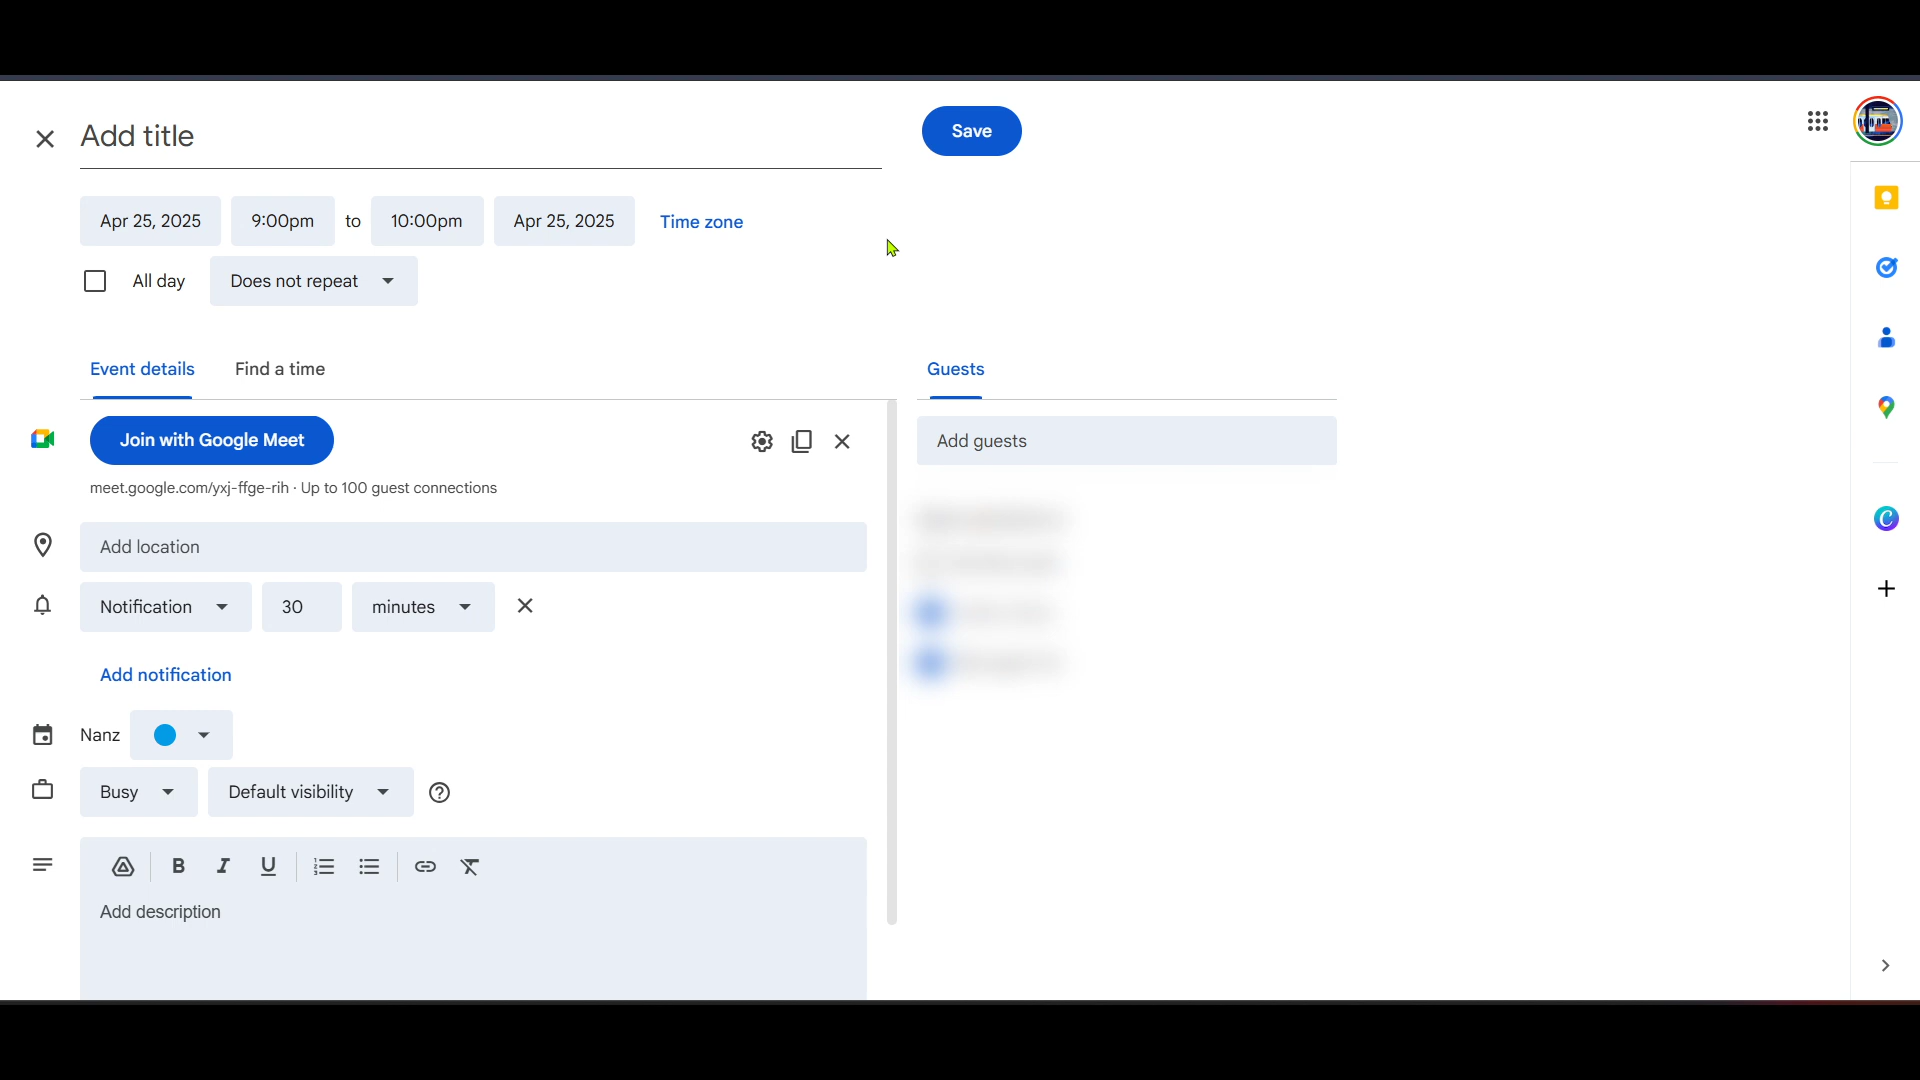 Add title
Save
Apr 25, 2025 9:00pm to 10:00pm Apr 25, 2025 Time zone
All day Does not repeat
Event details Find a time
Guests
Join with Google Meet
Add guests
meet.google.com/yxj-ffge-rih · Up to 100 guest connections
Add location
Notification 30 minutes
Add notification
Nanz
Busy Default visibility
B I U
Add description